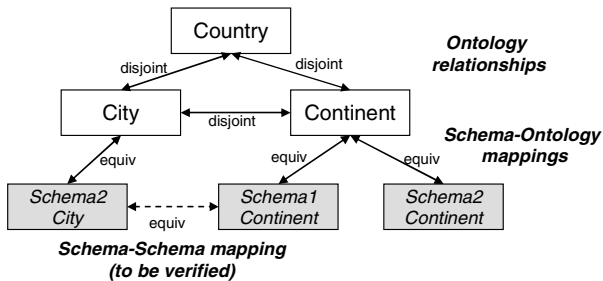 Country
Ontology
relationships
disjoint
disjoint
City
disjoint
Continent
Schema-Ontology
mappings
equiv
equiv
equiv
Schema2
City
equiv
Schema1
Continent
Schema2
Continent
Schema-Schema mapping
(to be verified)